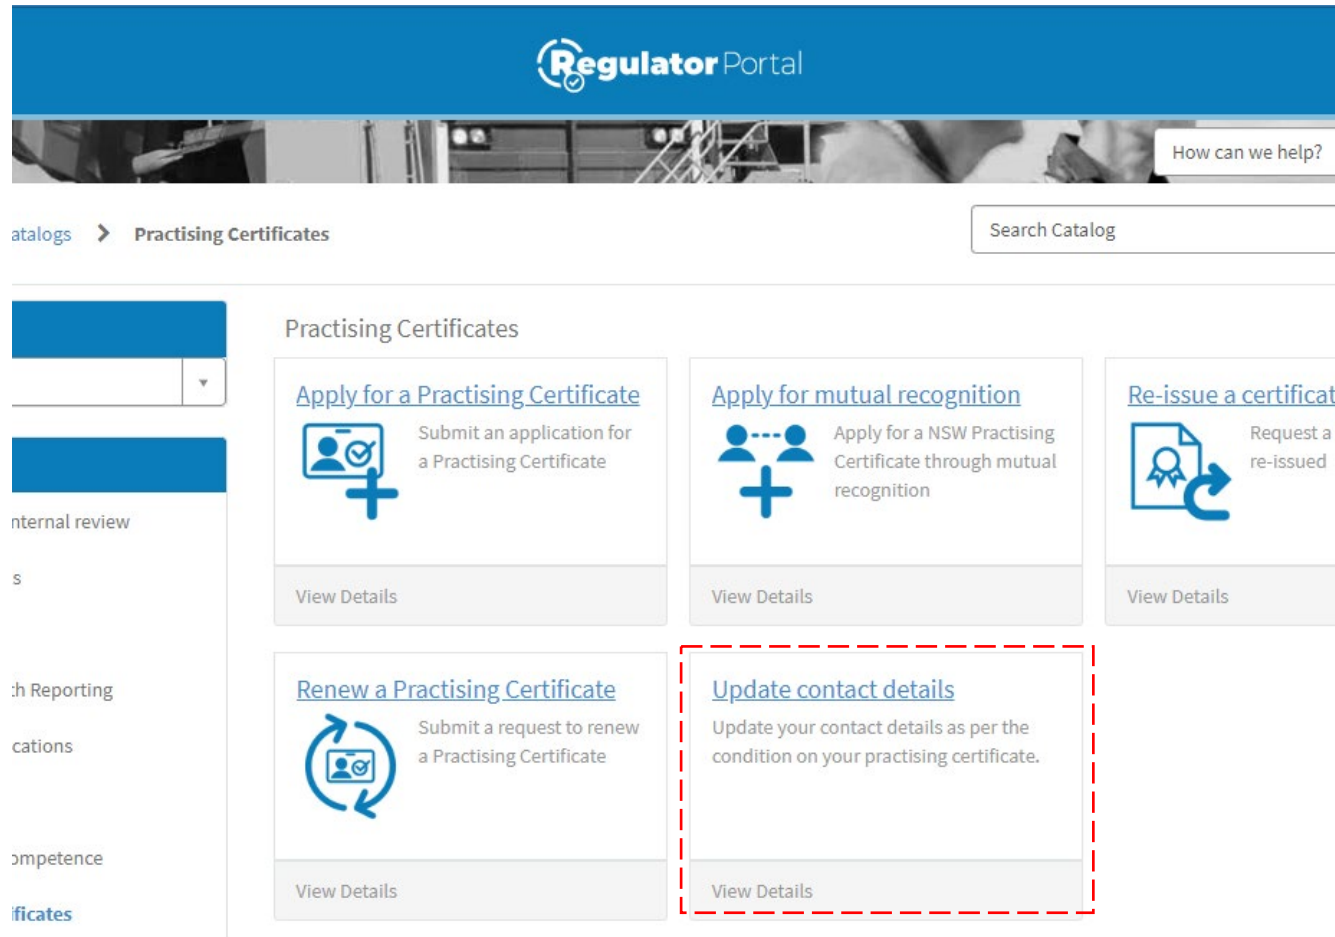 Regulator Portal
How can we help?
atalogs > Practising Certificates
Search Catalog
Practising Certificates
Apply for a Practising Certificate
Submit an application for
a Practising Certificate
View Details
Apply for mutual recognition
Apply for a NSW Practising
Certificate through mutual
recognition
View Details
Re-issue a certificat
Request a
re-issued
View Details
nternal review
s
th Reporting
cations
ompetence
ificates
Renew a Practising Certificate
Submit a request to renew
a Practising Certificate
View Details
Update contact details
Update your contact details as per the
condition on your practising certificate.
View Details